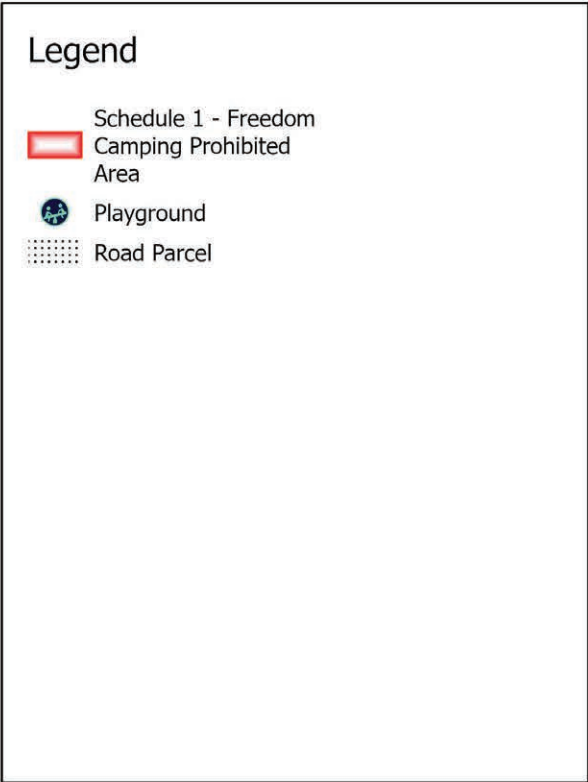 Legend
Schedule 1 - Freedom
Camping Prohibited
Area
Playground
Road Parcel